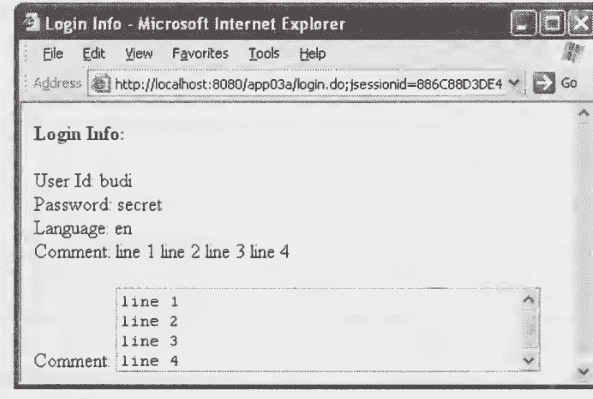 Login Info - Microsoft Internet Explorer
File Edit View Favorites Tools Help
Address http://localhost:8080/app03a/login.do;jsessionid=886C88D3DE4 Go
Login Info:
User Id: budi
Password: secret
Language: en
Comment: line 1 line 2 line 3 line 4
line 1
line 2
line 3
Comment: line 4